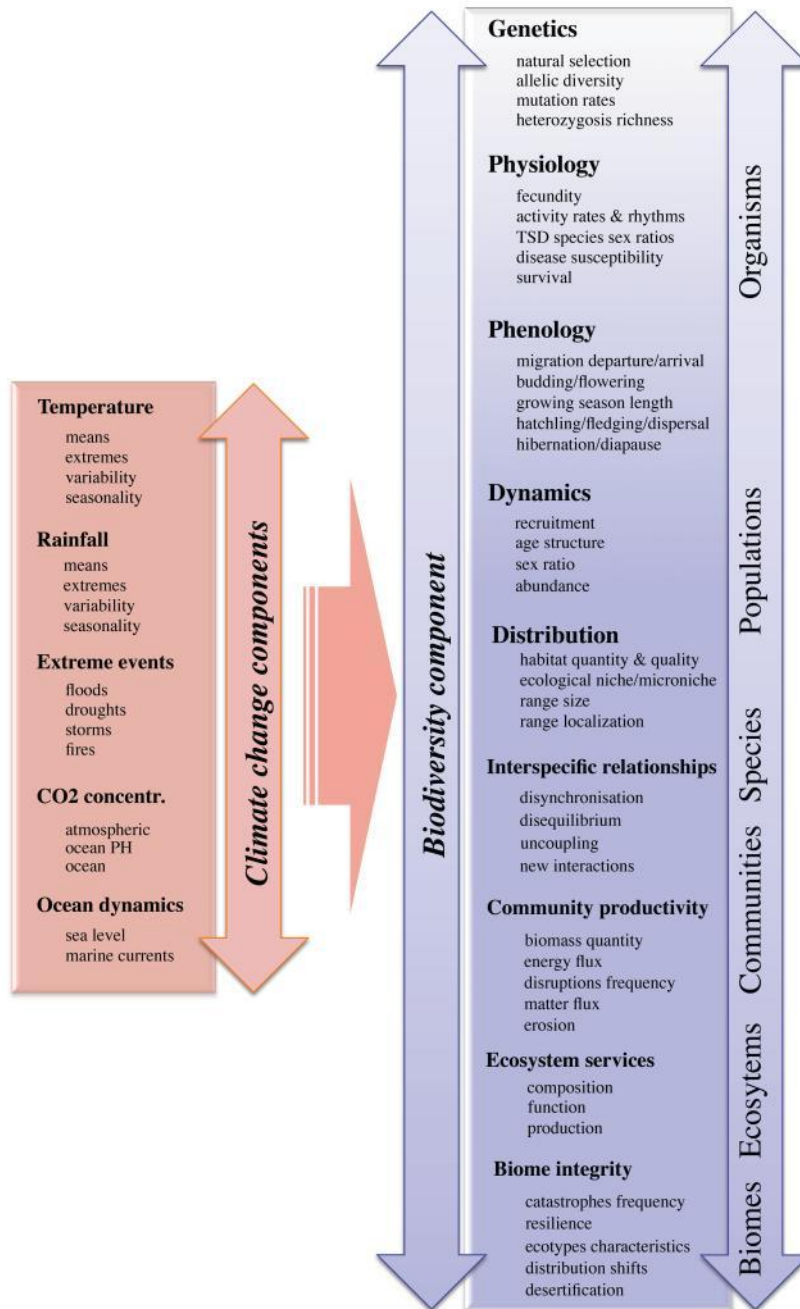 Temperature
means
extremes
variability
seasonality
Rainfall
means
extremes
variability
seasonality
Extreme events
floods
droughts
storms
fires
CO2 concentr.
atmospheric
ocean PH
ocean
Ocean dynamics
sea level
marine currents
Climate change components
Biodiversity component
Genetics
natural selection
allelic diversity
mutation rates
heterozygosis richness
Physiology
fecundity
activity rates & rhythms
TSD species sex ratios
disease susceptibility
survival
Phenology
migration departure/arrival
budding/flowering
growing season length
hatchling/fledging/dispersal
hibernation/diapause
Dynamics
recruitment
age structure
sex ratio
abundance
Distribution
habitat quantity & quality
ecological niche/microniche
range size
range localization
Interspecific relationships
disynchronisation
disequilibrium
uncoupling
new interactions
Community productivity
biomass quantity
energy flux
disruptions frequency
matter flux
erosion
Ecosystem services
composition
function
production
Biome integrity
catastrophes frequency
resilience
ecotypes characteristics
distribution shifts
desertification
Organisms
Populations
Species
Communities
Ecosytems
Biomes